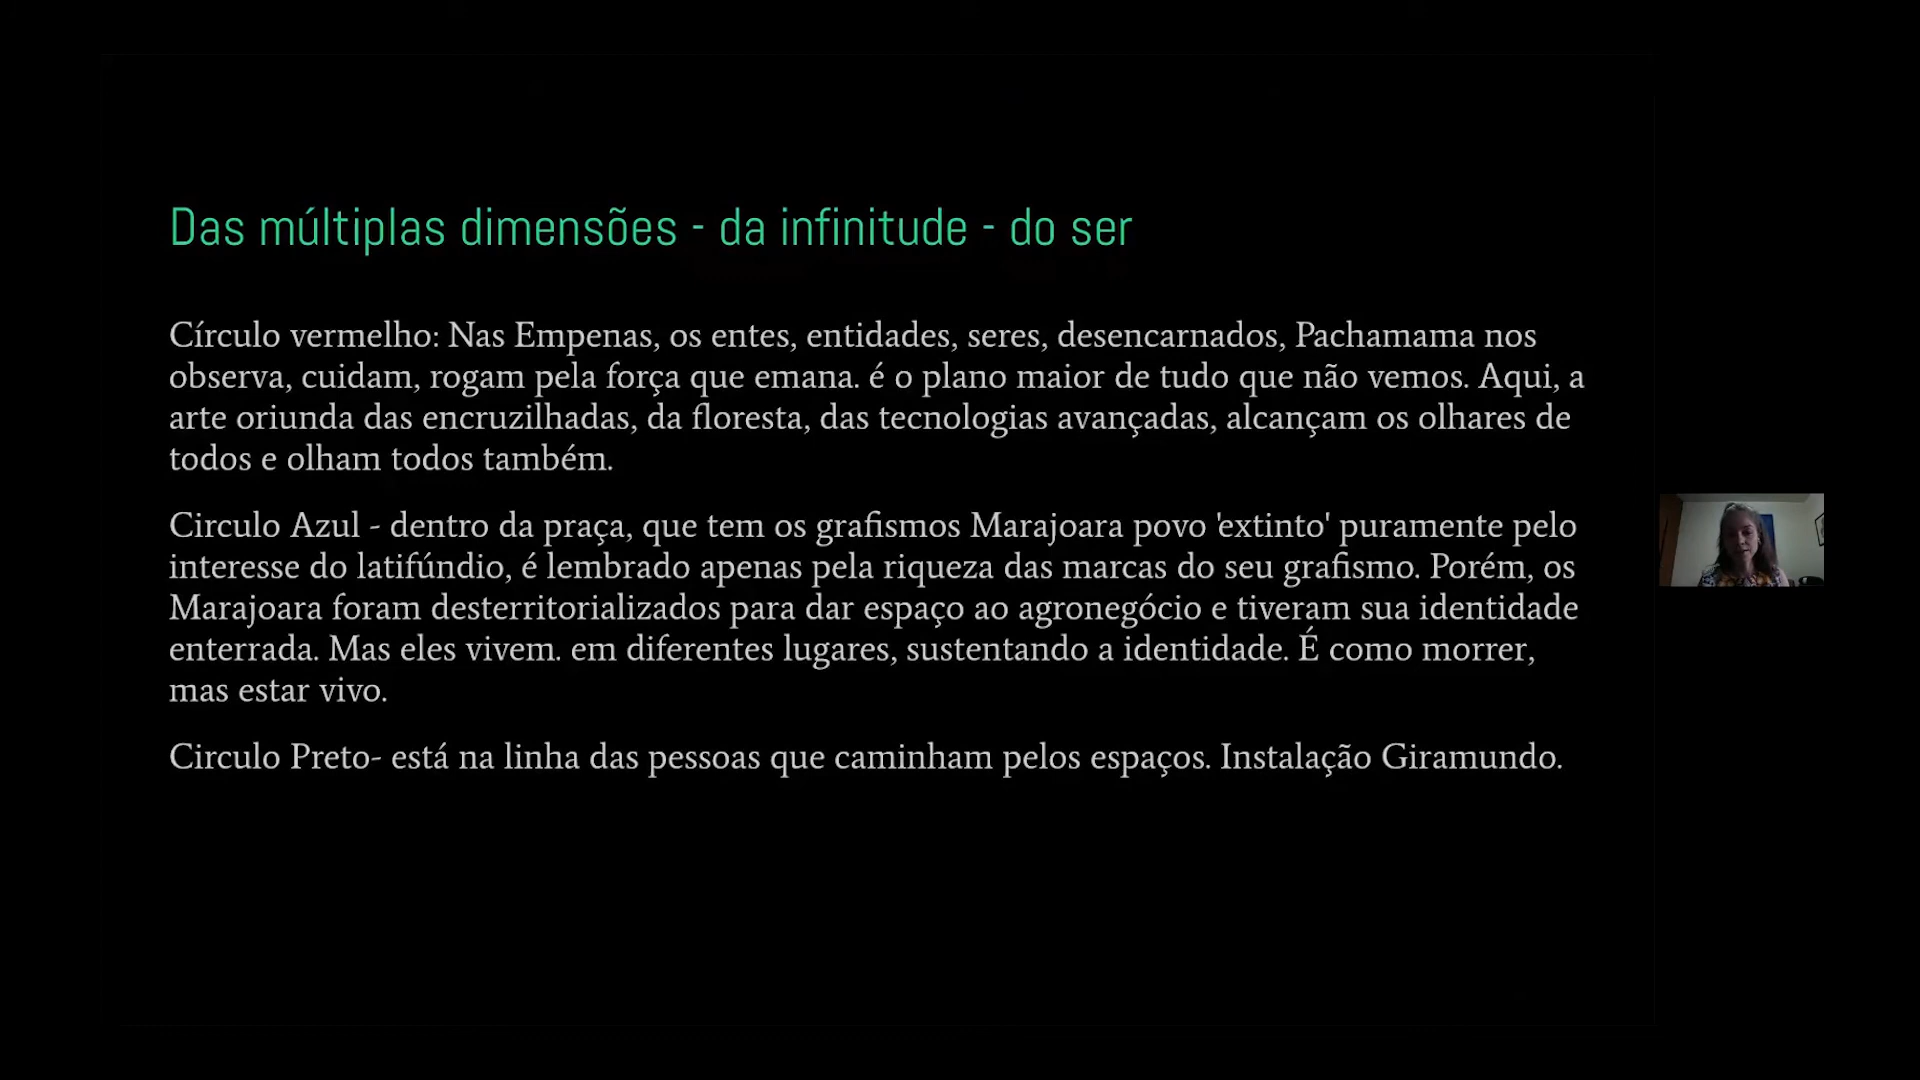 Das múltiplas dimensões - da infinitude - do ser
Círculo vermelho: Nas Empenas, os entes, entidades, seres, desencarnados, Pachamama nos
observa, cuidam, rogam pela força que emana. é o plano maior de tudo que não vemos. Aqui, a
arte oriunda das encruzilhadas, da floresta, das tecnologias avançadas, alcançam os olhares de
todos e olham todos também.
Circulo Azul - dentro da praça, que tem os grafismos Marajoara povo 'extinto' puramente pelo
interesse do latifúndio, é lembrado apenas pela riqueza das marcas do seu grafismo. Porém, os
Marajoara foram desterritorializados para dar espaço ao agronegócio e tiveram sua identidade
enterrada. Mas eles vivem. em diferentes lugares, sustentando a identidade. É como morrer,
mas estar vivo.
Circulo Preto- está na linha das pessoas que caminham pelos espaços. Instalação Giramundo.